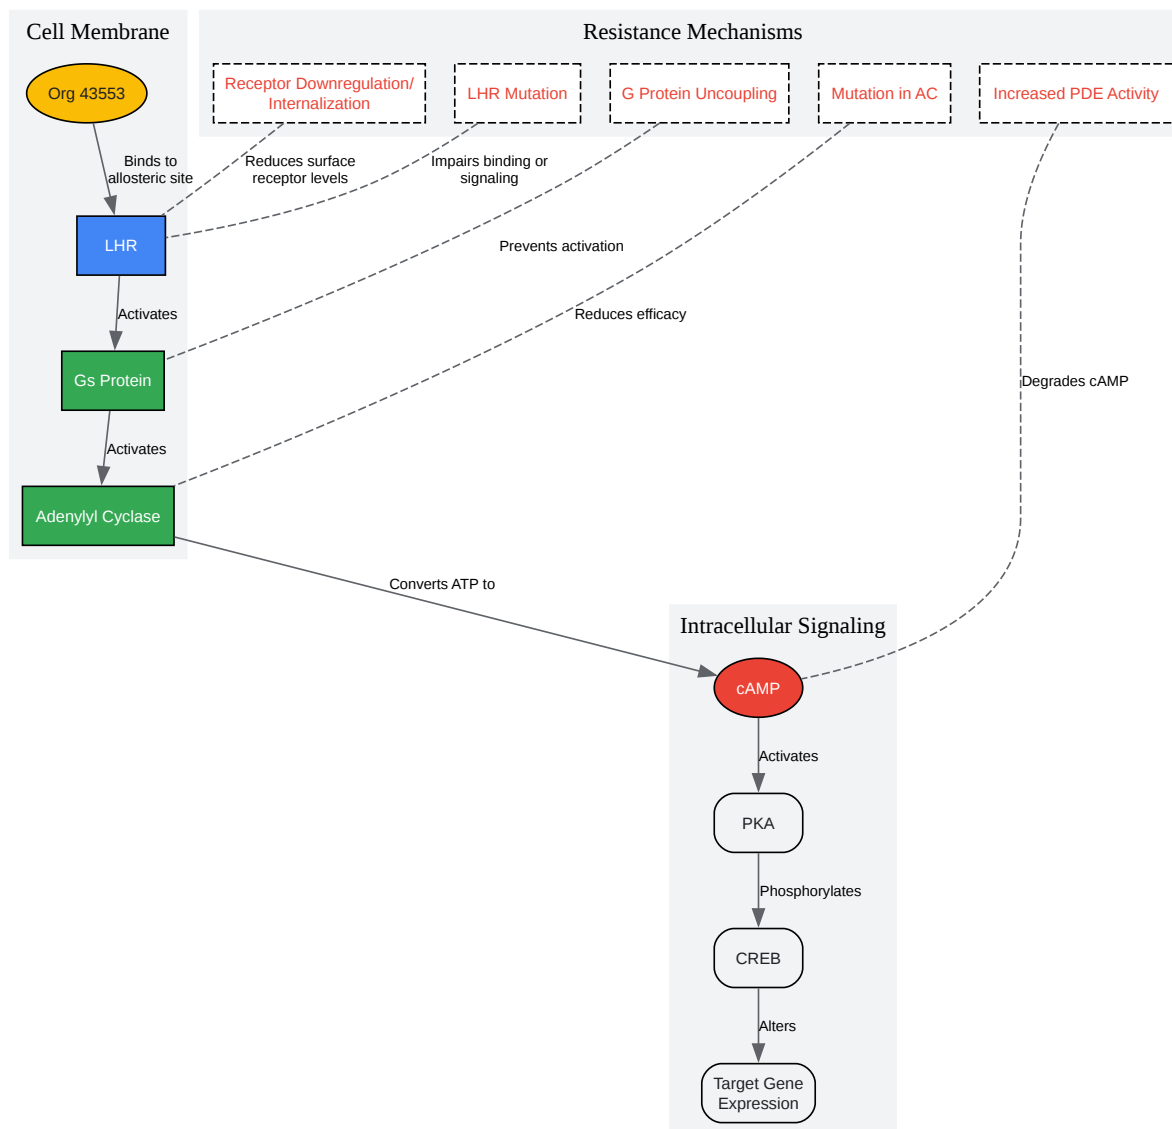 Cell Membrane
Resistance Mechanisms
Org 43553
Receptor Downregulation/
Internalization
LHR Mutation
G Protein Uncoupling
Mutation in AC
Increased PDE Activity
Binds to
allosteric site
Reduces surface
receptor levels
Impairs binding or
signaling
LHR
Prevents activation
Activates
Reduces efficacy
Gs Protein
Degrades cAMP
Activates
Adenylyl Cyclase
Converts ATP to
Intracellular Signaling
cAMP
Activates
PKA
Phosphorylates
CREB
Alters
Target Gene
Expression